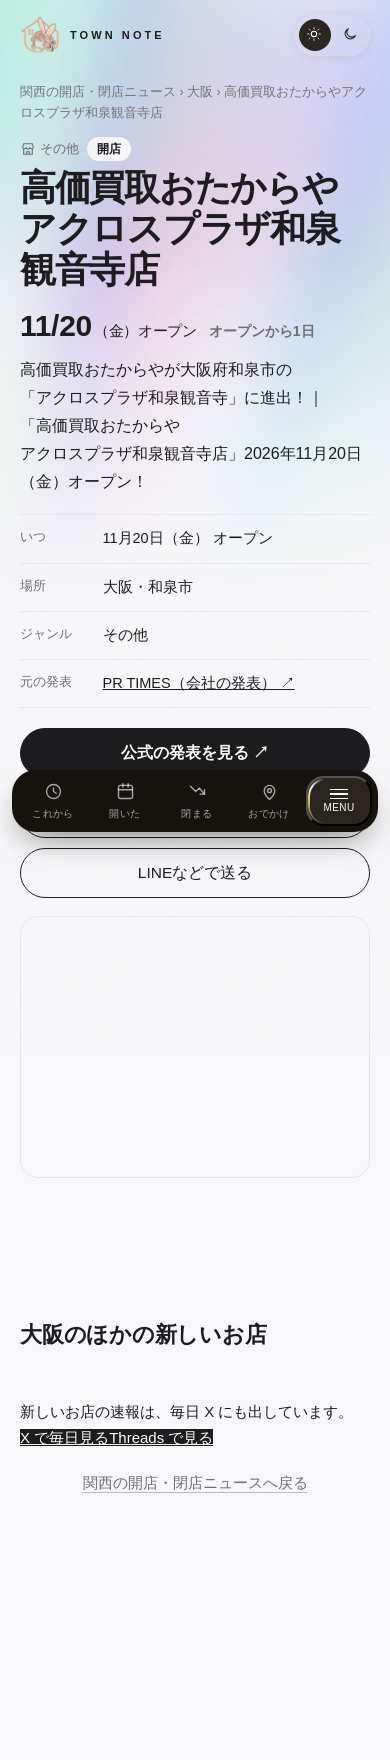 TOWN NOTE
関西の開店・閉店ニュース › 大阪 › 高価買取おたからやアク
ロスプラザ和泉観音寺店
その他 開店
高価買取おたからや
アクロスプラザ和泉
観音寺店
11/20（金）オープン オープンから1日
高価買取おたからやが大阪府和泉市の
「アクロスプラザ和泉観音寺」に進出！｜
「高価買取おたからや
アクロスプラザ和泉観音寺店」2026年11月20日
（金）オープン！
いつ 11月20日（金） オープン
場所 大阪・和泉市
ジャンル その他
元の発表 PR TIMES（会社の発表） ↗
公式の発表を見る ↗
これから 開いた 閉まる おでかけ MENU
LINEなどで送る
大阪のほかの新しいお店
新しいお店の速報は、毎日 X にも出しています。
X で毎日見るThreads で見る
関西の開店・閉店ニュースへ戻る